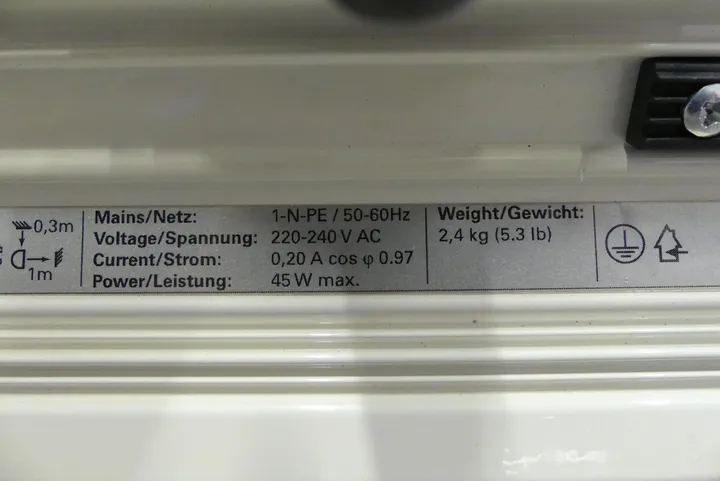 0,3m
1m
Mains/Netz: 1-N-PE / 50-60Hz
Voltage/Spannung: 220-240 V AC
Current/Strom: 0,20 A cos φ 0.97
Power/Leistung: 45 W max.
Weight/Gewicht:
2,4 kg (5.3 lb)